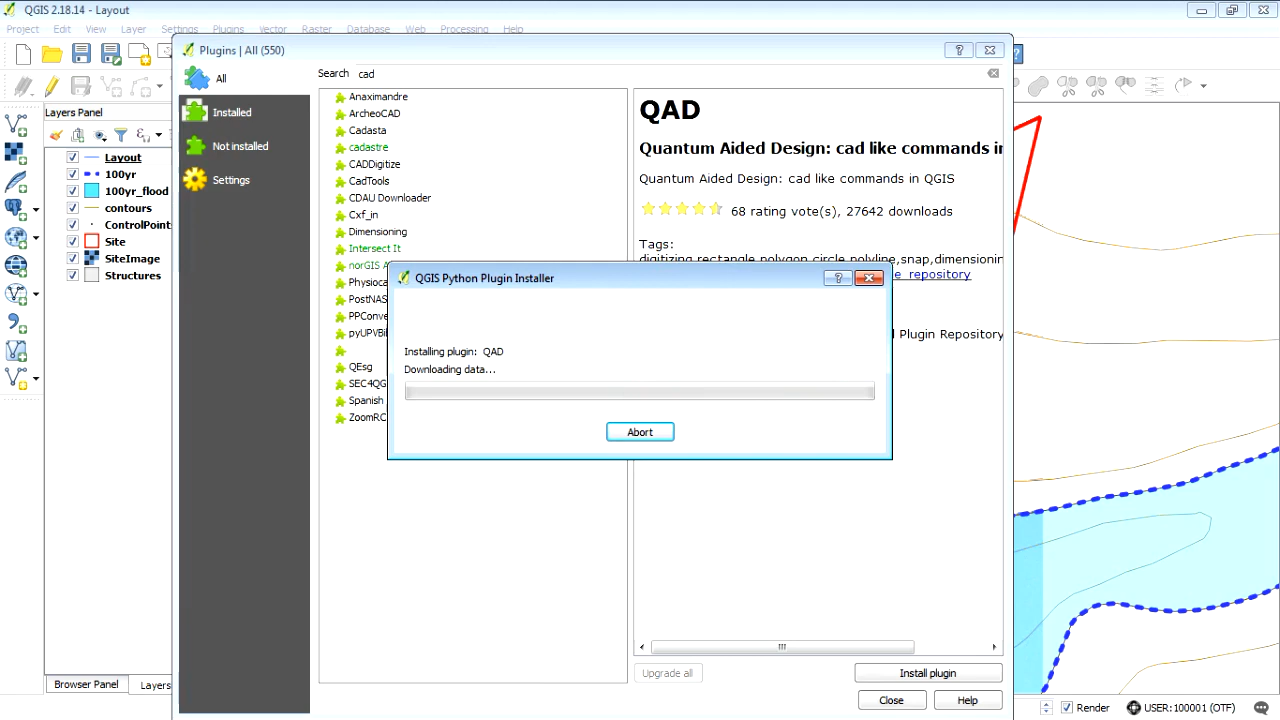 QGIS 2.18.14 - Layout
Project Edit View Layer Settings Plugins Vector Raster Database Web Processing Help
Plugins | All (550)
All
Search cad
Installed
Not installed
Settings
Layers Panel
Layout
100yr
100yr_flood
contours
ControlPoint
Site
SiteImage
Structures
Browser Panel Layers
Anaximandre
ArcheoCAD
Cadasta
cadastre
CADDigitize
CadTools
CDAU Downloader
Cxf_in
Dimensioning
Intersect It
norGIS A
Physioca
PostNAS
PPConve
pyUPVBi
QEsg
SEC4QG
Spanish
ZoomRC
QAD
Quantum Aided Design: cad like commands in
Quantum Aided Design: cad like commands in QGIS
68 rating vote(s), 27642 downloads
Tags:
digitizing,rectangle,polygon,circle,polyline,snap,dimensionin
repository
Plugin Repository
QGIS Python Plugin Installer
Installing plugin: QAD
Downloading data...
Abort
Upgrade all
Install plugin
Close
Help
Render
USER:100001 (OTF)